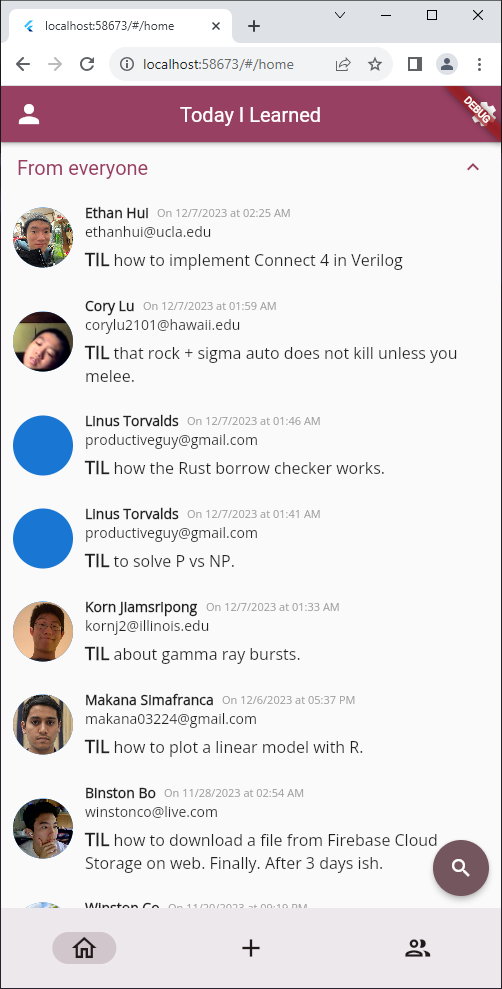 localhost:58673/#/home
localhost:58673/#/home
Today I Learned
DEBUG
From everyone
Ethan Hui On 12/7/2023 at 02:25 AM
ethanhui@ucla.edu
TIL how to implement Connect 4 in Verilog
Cory Lu On 12/7/2023 at 01:59 AM
corylu2101@hawaii.edu
TIL that rock + sigma auto does not kill unless you
melee.
Linus Torvalds On 12/7/2023 at 01:46 AM
productiveguy@gmail.com
TIL how the Rust borrow checker works.
Linus Torvalds On 12/7/2023 at 01:41 AM
productiveguy@gmail.com
TIL to solve P vs NP.
Korn Jiamsripong On 12/7/2023 at 01:33 AM
kornj2@illinois.edu
TIL about gamma ray bursts.
Makana Simafranca On 12/6/2023 at 05:37 PM
makana03224@gmail.com
TIL how to plot a linear model with R.
Binston Bo On 11/28/2023 at 02:54 AM
winstonco@live.com
TIL how to download a file from Firebase Cloud
Storage on web. Finally. After 3 days ish.
Winston Co On 11/20/2023 at 09:19 PM